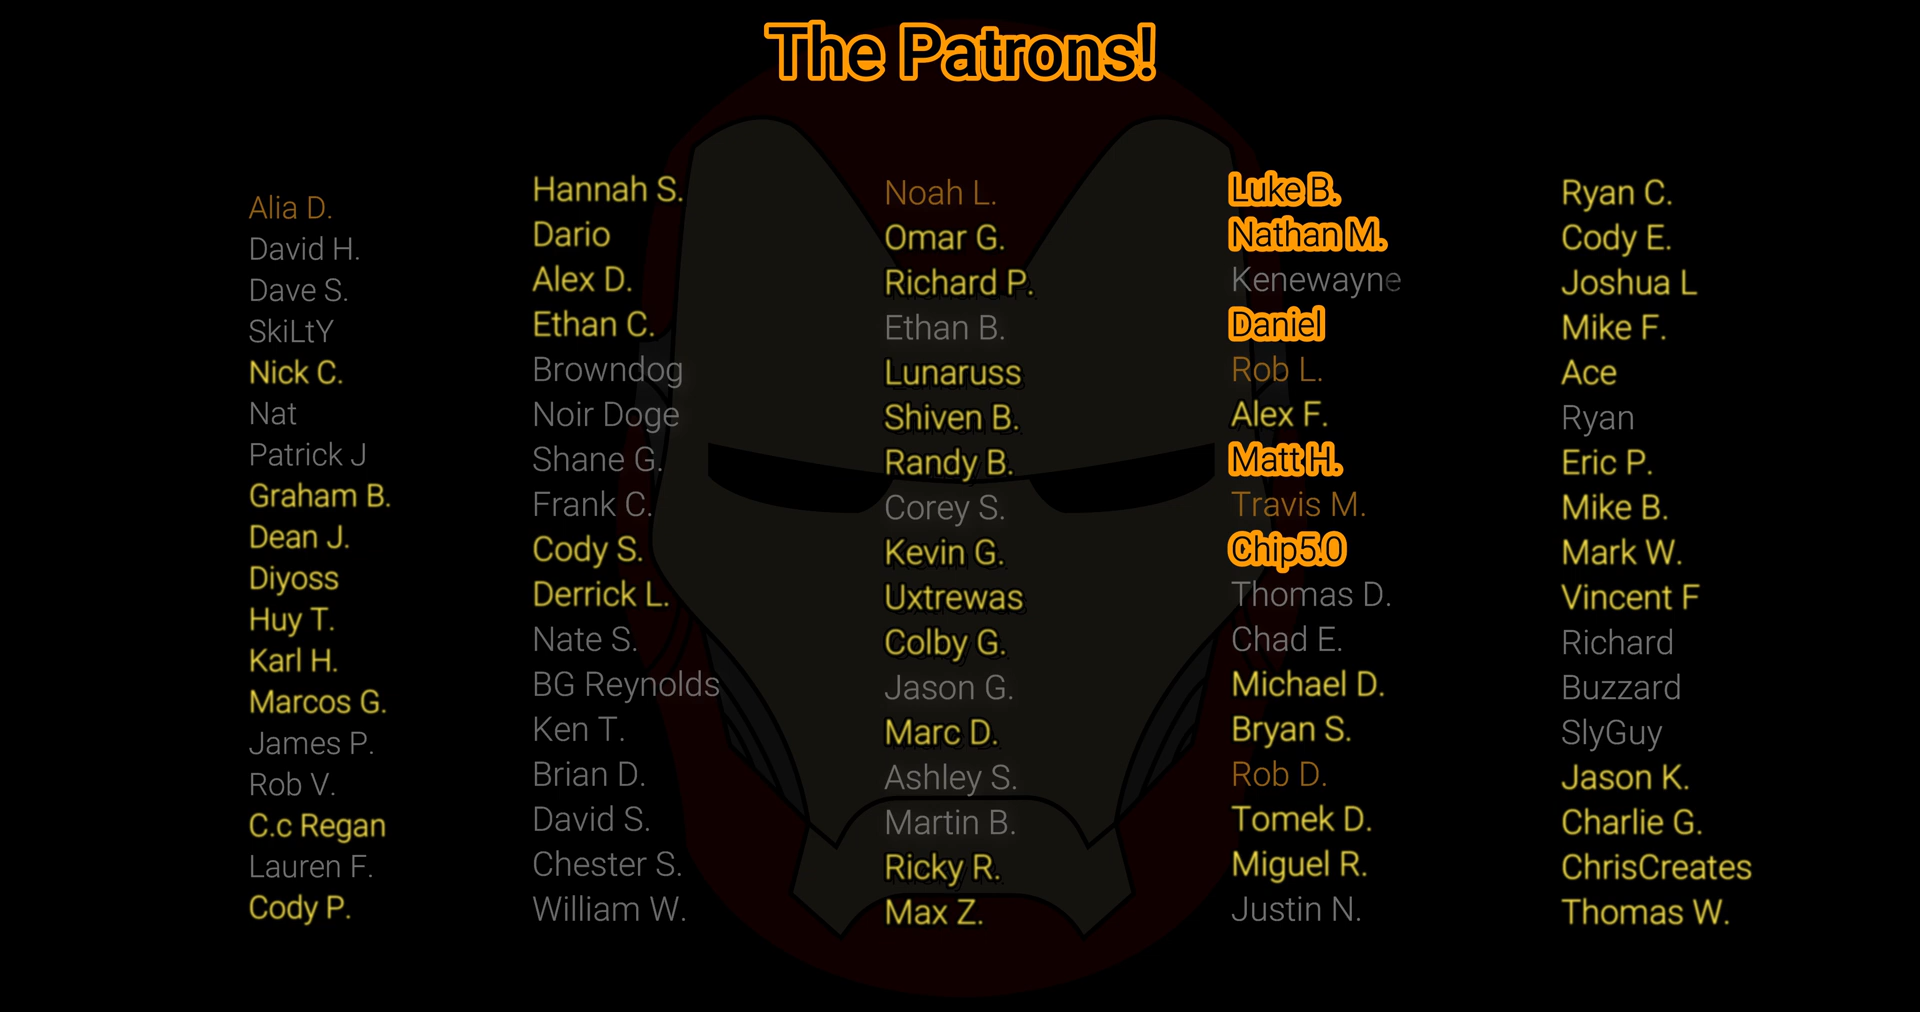 The Patrons!
Alia D.
David H.
Dave S.
SkiLtY
Nick C.
Nat
Patrick J
Graham B.
Dean J.
Diyoss
Huy T.
Karl H.
Marcos G.
James P.
Rob V.
C.c Regan
Lauren F.
Cody P.
Hannah S.
Dario
Alex D.
Ethan C.
Browndog
Noir Doge
Shane G.
Frank C.
Cody S.
Derrick L.
Nate S.
BG Reynolds
Ken T.
Brian D.
David S.
Chester S.
William W.
Noah L.
Omar G.
Richard P.
Ethan B.
Lunaruss
Shiven B.
Randy B.
Corey S.
Kevin G.
Uxtrewas
Colby G.
Jason G.
Marc D.
Ashley S.
Martin B.
Ricky R.
Max Z.
Luke B.
Nathan M.
Kenewayne
Daniel
Rob L.
Alex F.
Matt H.
Travis M.
Chip5.0
Thomas D.
Chad E.
Michael D.
Bryan S.
Rob D.
Tomek D.
Miguel R.
Justin N.
Ryan C.
Cody E.
Joshua L
Mike F.
Ace
Ryan
Eric P.
Mike B.
Mark W.
Vincent F
Richard
Buzzard
SlyGuy
Jason K.
Charlie G.
ChrisCreates
Thomas W.